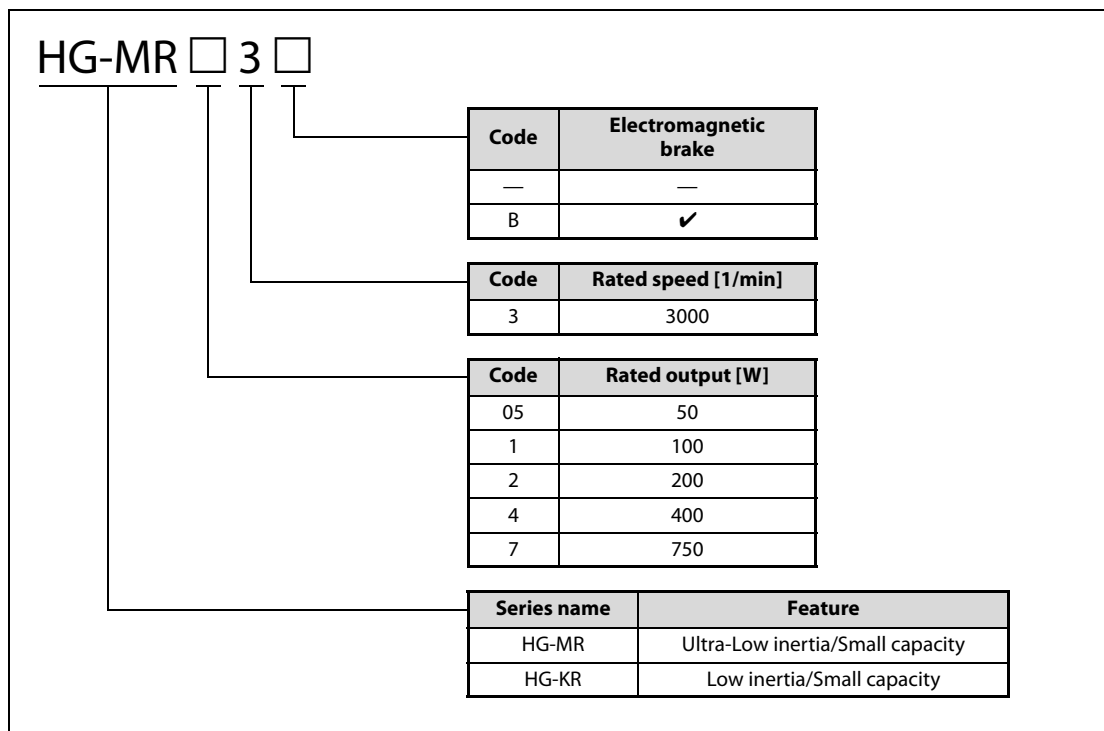 HG-MR □ 3 □
Code Electromagnetic
brake
— —
B ✔
Code Rated speed [1/min]
3 3000
Code Rated output [W]
05 50
1 100
2 200
4 400
7 750
Series name Feature
HG-MR Ultra-Low inertia/Small capacity
HG-KR Low inertia/Small capacity